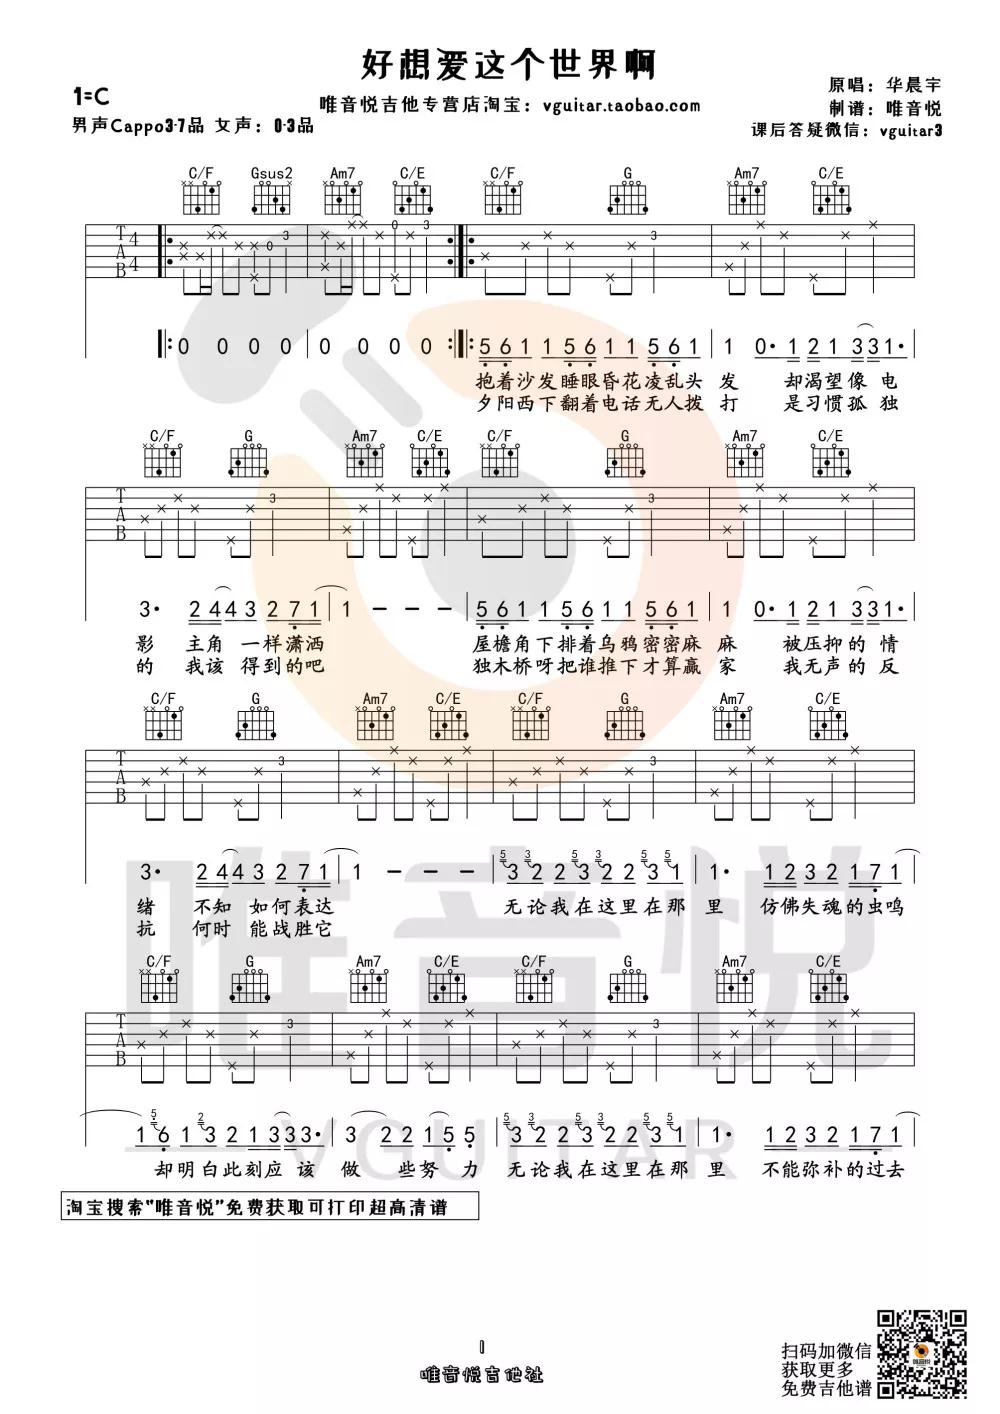 好想爱这个世界啊
1=C
唯音悦吉他专营店淘宝：vguitar.taobao.com
原唱：华晨宇
男声Cappo3-7品 女声：0-3品
制谱：唯音悦
课后答疑微信：vguitar3
C/F Gsus2 Am7 C/E C/F G Am7 C/E
T A B 4 4 0 3 0 3 3
0 0 0 0 0 0 0 0 5 6 1 1 5 6 1 1 5 6 1 1 0· 1 2 1 3 3 1·
抱着沙发睡眼昏花凌乱头 发 却渴望像 电
夕阳西下翻着电话无人拨 打 是习惯孤 独
C/F G Am7 C/E C/F G Am7 C/E
T A B 3 3
3· 2 4 4 3 2 7 1 1 – – – 5 6 1 1 5 6 1 1 5 6 1 1 0· 1 2 1 3 3 1·
影 主角 一样潇洒 屋檐角下排着乌鸦密密麻 麻 被压抑的 情
的 我该 得到的吧 独木桥呀把谁推下才算赢 家 我无声的 反
C/F G Am7 C/E C/F G Am7 C/E
T A B 3 3
3· 2 4 4 3 2 7 1 1 – – – 3 2 2 1 2 2 2 3 1 1· 1 2 3 2 1 7 1
绪 不知 如何表达 无论我在这里在那 里 仿佛失魂的虫鸣
抗 何时 能战胜它
C/F G Am7 C/E C/F G Am7 C/E
T A B 3 3
1 6 1 3 2 1 3 3 3· 3 2 2 1 5 5 3 2 2 1 2 2 2 3 1 1· 1 2 3 2 1 7 1
却明白此刻应 该 做 些努 力 无论我在这里在那 里 不能弥补的过去
淘宝搜索"唯音悦"免费获取可打印超高清谱
唯音悦
VGUITAR
1
唯音悦吉他社
扫码加微信
获取更多
免费吉他谱
唯音悦